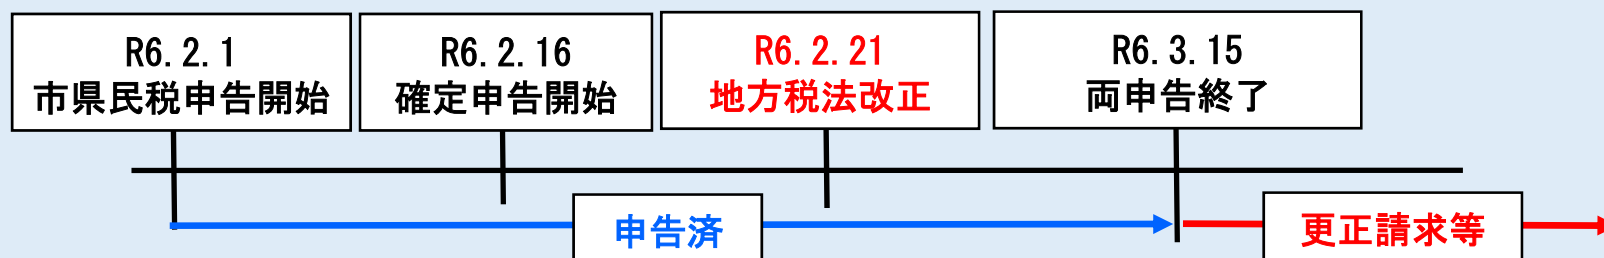 R6.2.1
市県民税申告開始
R6.2.16
確定申告開始
R6.2.21
地方税法改正
R6.3.15
両申告終了
申告済
更正請求等